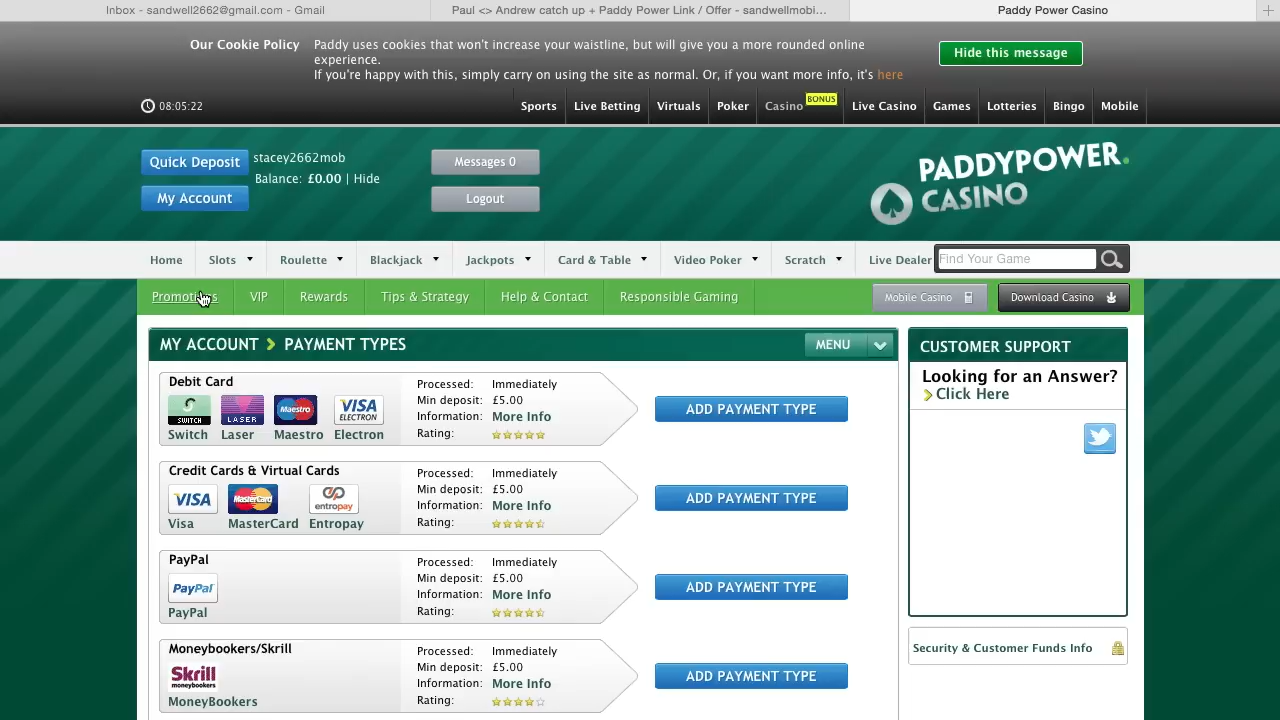 Inbox - sandwell2662@gmail.com - Gmail
Paul <> Andrew catch up + Paddy Power Link / Offer - sandwellmobi...
Paddy Power Casino
Our Cookie Policy
Paddy uses cookies that won't increase your waistline, but will give you a more rounded online
experience.
If you're happy with this, simply carry on using the site as normal. Or, if you want more info, it's here
Hide this message
08:05:22
Sports
Live Betting
Virtuals
Poker
Casino
BONUS
Live Casino
Games
Lotteries
Bingo
Mobile
Quick Deposit
stacey2662mob
Balance: £0.00 | Hide
My Account
Messages 0
Logout
PADDYPOWER.
CASINO
Home
Slots
Roulette
Blackjack
Jackpots
Card & Table
Video Poker
Scratch
Live Dealer
Find Your Game
Promotions
VIP
Rewards
Tips & Strategy
Help & Contact
Responsible Gaming
Mobile Casino
Download Casino
MY ACCOUNT
PAYMENT TYPES
MENU
Debit Card
SWITCH
LASER
Maestro
VISA
ELECTRON
Switch
Laser
Maestro
Electron
Processed: Immediately
Min deposit: £5.00
Information: More Info
Rating:
ADD PAYMENT TYPE
Credit Cards & Virtual Cards
VISA
MasterCard
entropay
Visa
MasterCard
Entropay
Processed: Immediately
Min deposit: £5.00
Information: More Info
Rating:
ADD PAYMENT TYPE
PayPal
PayPal
PayPal
Processed: Immediately
Min deposit: £5.00
Information: More Info
Rating:
ADD PAYMENT TYPE
Moneybookers/Skrill
Skrill
moneybookers
MoneyBookers
Processed: Immediately
Min deposit: £5.00
Information: More Info
Rating:
ADD PAYMENT TYPE
CUSTOMER SUPPORT
Looking for an Answer?
Click Here
Security & Customer Funds Info